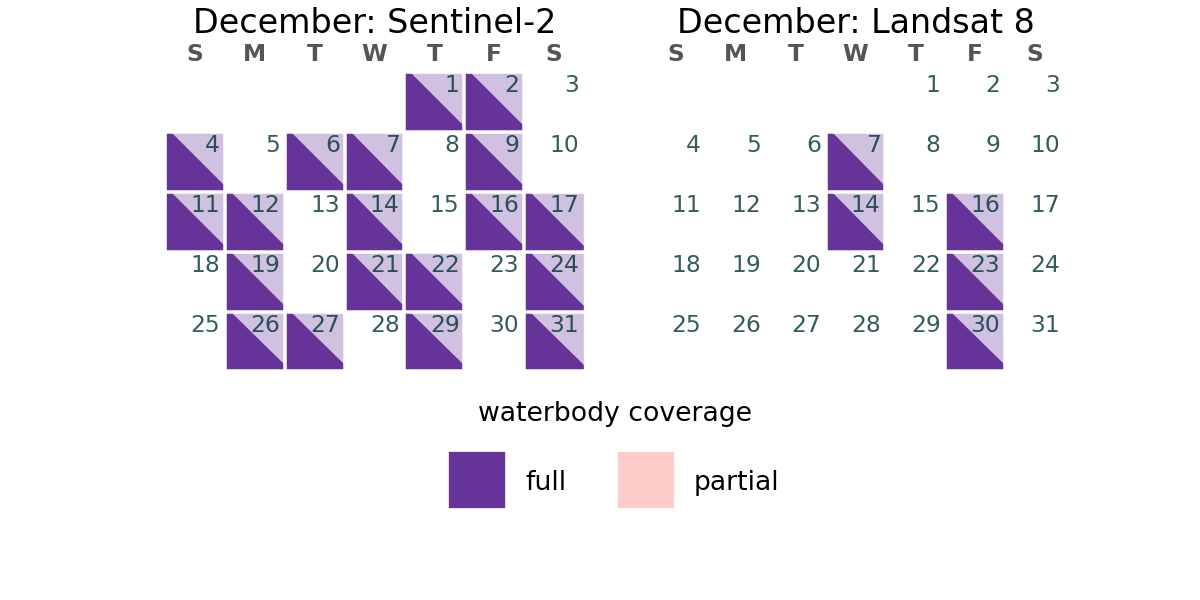 December: Sentinel-2
S M T W T F S
1 2 3
4 5 6 7 8 9 10
11 12 13 14 15 16 17
18 19 20 21 22 23 24
25 26 27 28 29 30 31
December: Landsat 8
S M T W T F S
1 2 3
4 5 6 7 8 9 10
11 12 13 14 15 16 17
18 19 20 21 22 23 24
25 26 27 28 29 30 31
waterbody coverage
full
partial